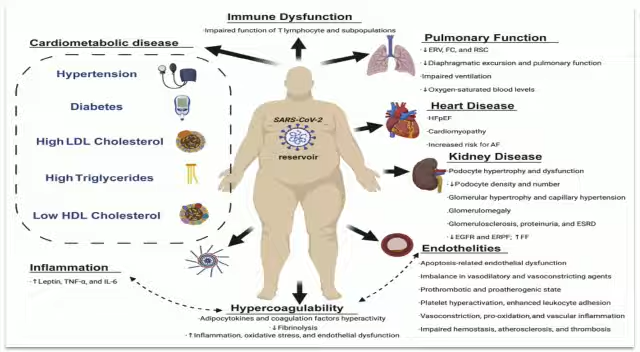 Immune Dysfunction
·Impaired function of T lymphocyte and subpopulations
Cardiometabolic disease
Hypertension
Diabetes
High LDL Cholesterol
High Triglycerides
Low HDL Cholesterol
SARS-CoV-2
reservoir
Pulmonary Function
·↓ERV, FC, and RSC
·↓Diaphragmatic excursion and pulmonary function
·Impaired ventilation
·↓Oxygen-saturated blood levels
Heart Disease
·HFpEF
·Cardiomyopathy
·Increased risk for AF
Kidney Disease
·Podocyte hypertrophy and dysfunction
·↓Podocyte density and number
·Glomerular hypertrophy and capillary hypertension
·Glomerulomegaly
·Glomerulosclerosis, proteinuria, and ESRD
·↓EGFR and ERPF; ↑FF
Endothelities
·Apoptosis-related endothelial dysfunction
·Imbalance in vasodilatory and vasoconstricting agents
·Prothrombotic and proatherogenic state
·Platelet hyperactivation, enhanced leukocyte adhesion
·Vasoconstriction, pro-oxidation, and vascular inflammation
·Impaired hemostasis, atherosclerosis, and thrombosis
Inflammation
·↑Leptin, TNF-α, and IL-6
Hypercoagulability
·Adipocytokines and coagulation factors hyperactivity
·↓Fibrinolysis
·↑Inflammation, oxidative stress, and endothelial dysfunction